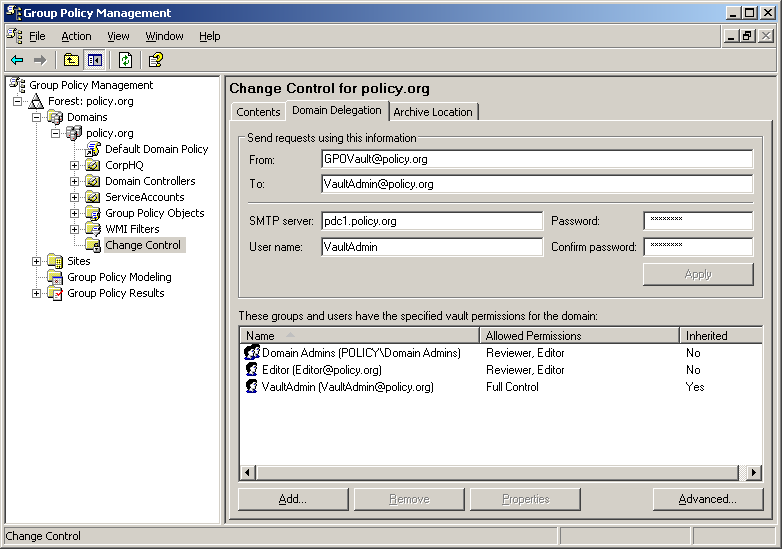 Group Policy Management
File Action View Window Help
Group Policy Management
Forest: policy.org
Domains
policy.org
Default Domain Policy
CorpHQ
Domain Controllers
ServiceAccounts
Group Policy Objects
WMI Filters
Change Control
Sites
Group Policy Modeling
Group Policy Results
Change Control for policy.org
Contents Domain Delegation Archive Location
Send requests using this information
From: GPOVault@policy.org
To: VaultAdmin@policy.org
SMTP server: pdc1.policy.org Password: ********
User name: VaultAdmin Confirm password: ********
Apply
These groups and users have the specified vault permissions for the domain:
Name Allowed Permissions Inherited
Domain Admins (POLICY\Domain Admins) Reviewer, Editor No
Editor (Editor@policy.org) Reviewer, Editor No
VaultAdmin (VaultAdmin@policy.org) Full Control Yes
Add... Remove Properties Advanced...
Change Control